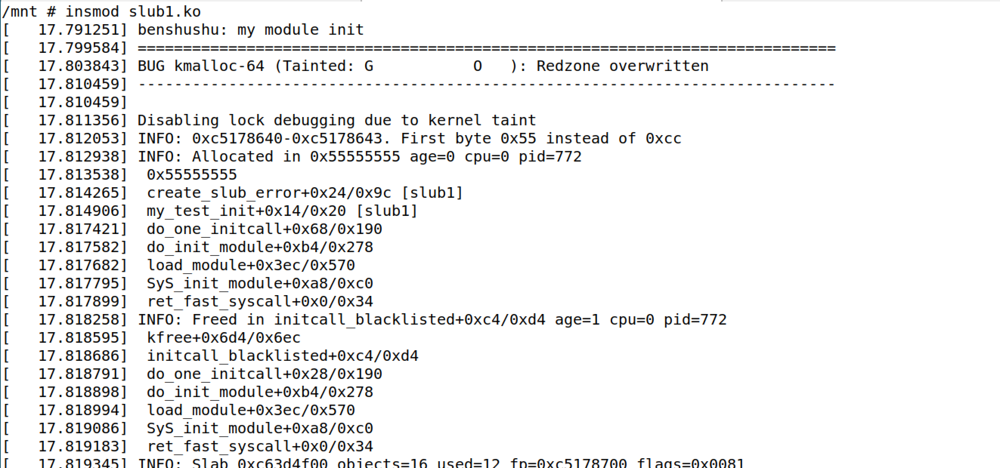 /mnt # insmod slub1.ko
[   17.791251] benshushu: my module init
[   17.799584] =============================================================================
[   17.803843] BUG kmalloc-64 (Tainted: G           O   ): Redzone overwritten
[   17.810459] -----------------------------------------------------------------------------
[   17.810459]
[   17.811356] Disabling lock debugging due to kernel taint
[   17.812053] INFO: 0xc5178640-0xc5178643. First byte 0x55 instead of 0xcc
[   17.812938] INFO: Allocated in 0x55555555 age=0 cpu=0 pid=772
[   17.813538]  0x55555555
[   17.814265]  create_slub_error+0x24/0x9c [slub1]
[   17.814906]  my_test_init+0x14/0x20 [slub1]
[   17.817421]  do_one_initcall+0x68/0x190
[   17.817582]  do_init_module+0xb4/0x278
[   17.817682]  load_module+0x3ec/0x570
[   17.817795]  SyS_init_module+0xa8/0xc0
[   17.817899]  ret_fast_syscall+0x0/0x34
[   17.818258] INFO: Freed in initcall_blacklisted+0xc4/0xd4 age=1 cpu=0 pid=772
[   17.818595]  kfree+0x6d4/0x6ec
[   17.818686]  initcall_blacklisted+0xc4/0xd4
[   17.818791]  do_one_initcall+0x28/0x190
[   17.818898]  do_init_module+0xb4/0x278
[   17.818994]  load_module+0x3ec/0x570
[   17.819086]  SyS_init_module+0xa8/0xc0
[   17.819183]  ret_fast_syscall+0x0/0x34
[   17.819345] INFO: Slab 0xc63d4f00 objects=16 used=12 fp=0xc5178700 flags=0x0081